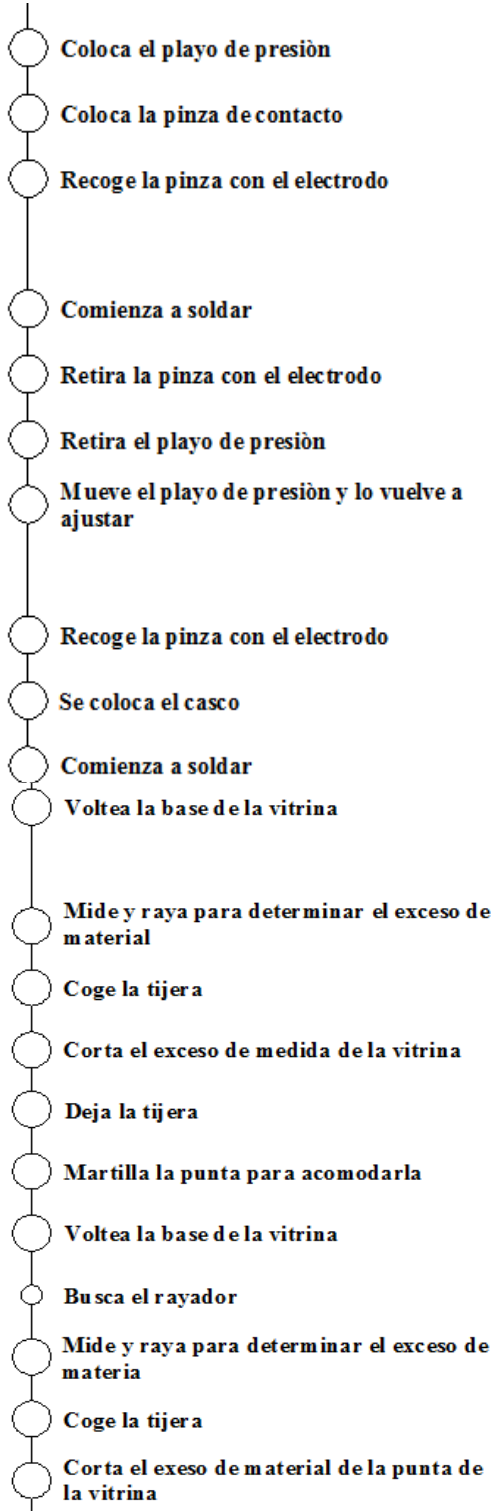 Coloca el playo de presiòn
Coloca la pinza de contacto
Recoge la pinza con el electrodo
Comienza a soldar
Retira la pinza con el electrodo
Retira el playo de presiòn
Mueve el playo de presiòn y lo vuelve a
ajustar
Recoge la pinza con el electrodo
Se coloca el casco
Comienza a soldar
Voltea la base de la vitrina
Mide y raya para determinar el exceso de
material
Coge la tijera
Corta el exceso de medida de la vitrina
Deja la tijera
Martilla la punta para acomodarla
Voltea la base de la vitrina
Busca el rayador
Mide y raya para determinar el exceso de
materia
Coge la tijera
Corta el exeso de material de la punta de
la vitrina